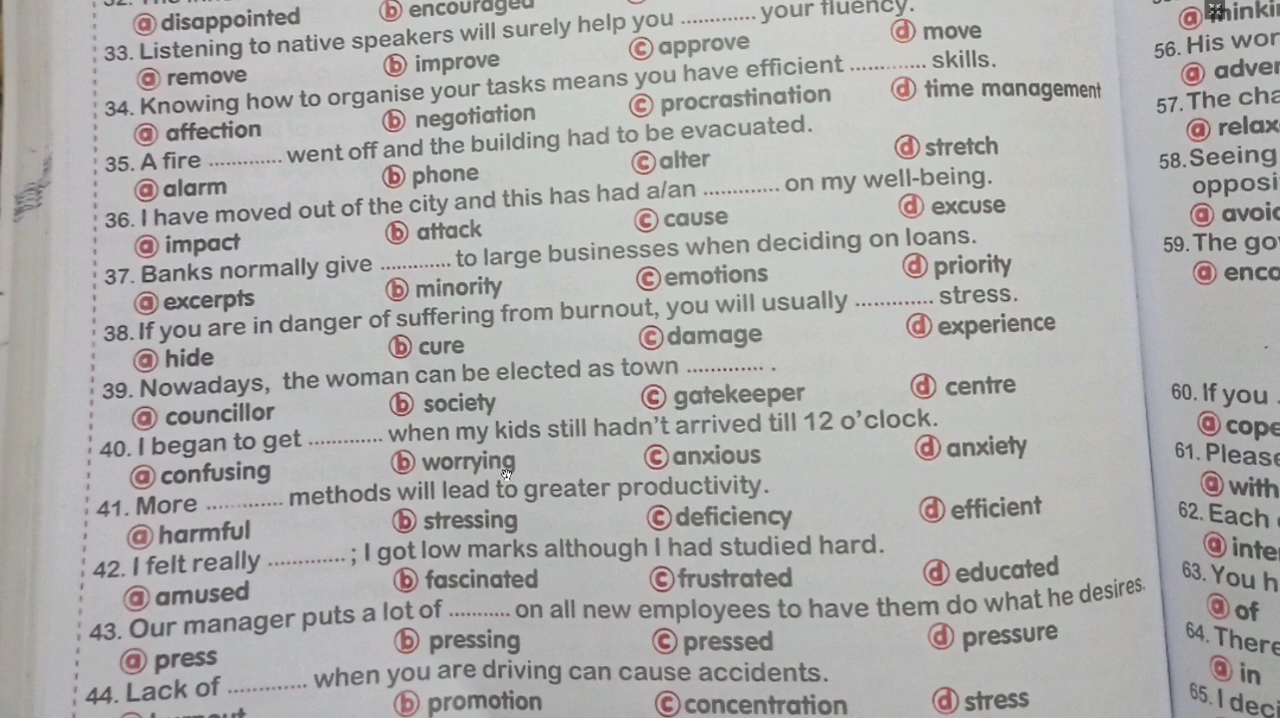 ⓐ disappointed ⓑ encouraged
33. Listening to native speakers will surely help you ............ your fluency.
ⓐ remove ⓑ improve ⓒ approve ⓓ move
34. Knowing how to organise your tasks means you have efficient ............ skills.
ⓐ affection ⓑ negotiation ⓒ procrastination ⓓ time management
35. A fire ............ went off and the building had to be evacuated.
ⓐ alarm ⓑ phone ⓒ alter ⓓ stretch
36. I have moved out of the city and this has had a/an ............ on my well-being.
ⓐ impact ⓑ attack ⓒ cause ⓓ excuse
37. Banks normally give ............ to large businesses when deciding on loans.
ⓐ excerpts ⓑ minority ⓒ emotions ⓓ priority
38. If you are in danger of suffering from burnout, you will usually ............ stress.
ⓐ hide ⓑ cure ⓒ damage ⓓ experience
39. Nowadays, the woman can be elected as town ............ .
ⓐ councillor ⓑ society ⓒ gatekeeper ⓓ centre
40. I began to get ............ when my kids still hadn't arrived till 12 o'clock.
ⓐ confusing ⓑ worrying ⓒ anxious ⓓ anxiety
41. More ............ methods will lead to greater productivity.
ⓐ harmful ⓑ stressing ⓒ deficiency ⓓ efficient
42. I felt really ............ ; I got low marks although I had studied hard.
ⓐ amused ⓑ fascinated ⓒ frustrated ⓓ educated
43. Our manager puts a lot of ........... on all new employees to have them do what he desires.
ⓐ press ⓑ pressing ⓒ pressed ⓓ pressure
44. Lack of ............ when you are driving can cause accidents.
ⓑ promotion ⓒ concentration ⓓ stress
56. His
ⓐ
57. The
ⓐ relax
58. Seeing
ⓐ
59. The
ⓐ
60. If you
ⓐ cope
61. Please
ⓐ with
62. Each
ⓐ
63. You
ⓐ of
64. There
ⓐ in
65. I